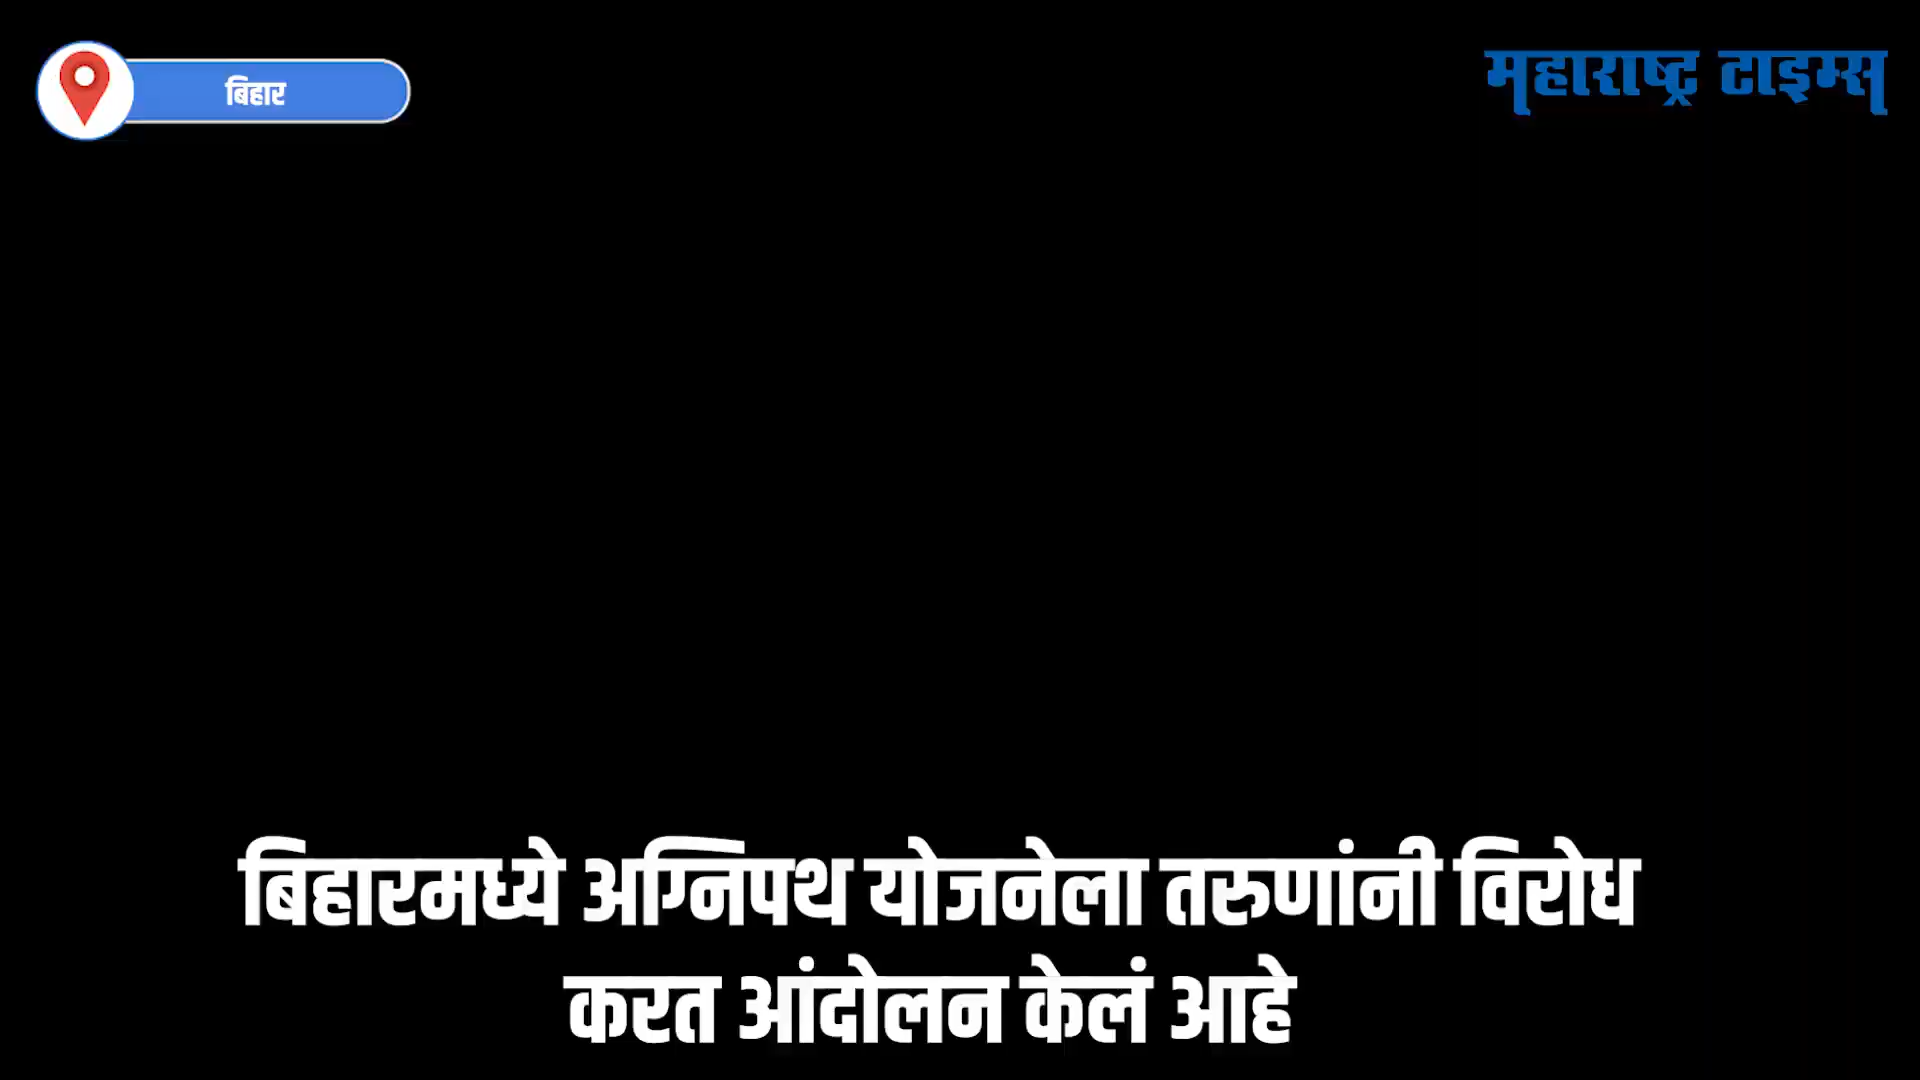 बिहार
महाराष्ट्र टाइम्स
बिहारमध्ये अग्निपथ योजनेला तरुणांनी विरोध
करत आंदोलन केलं आहे